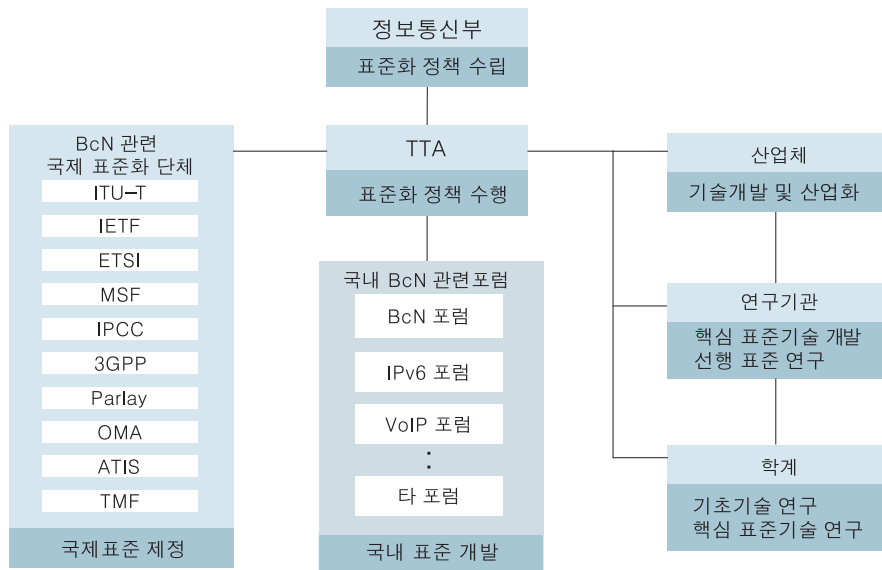 정보통신부
표준화 정책 수립
BcN 관련
국제 표준화 단체
ITU-T
IETF
ETSI
MSF
IPCC
3GPP
Parlay
OMA
ATIS
TMF
국제표준 제정
TTA
표준화 정책 수행
국내 BcN 관련포럼
BcN 포럼
IPv6 포럼
VoIP 포럼
:
타 포럼
국내 표준 개발
산업체
기술개발 및 산업화
연구기관
핵심 표준기술 개발
선행 표준 연구
학계
기초기술 연구
핵심 표준기술 연구